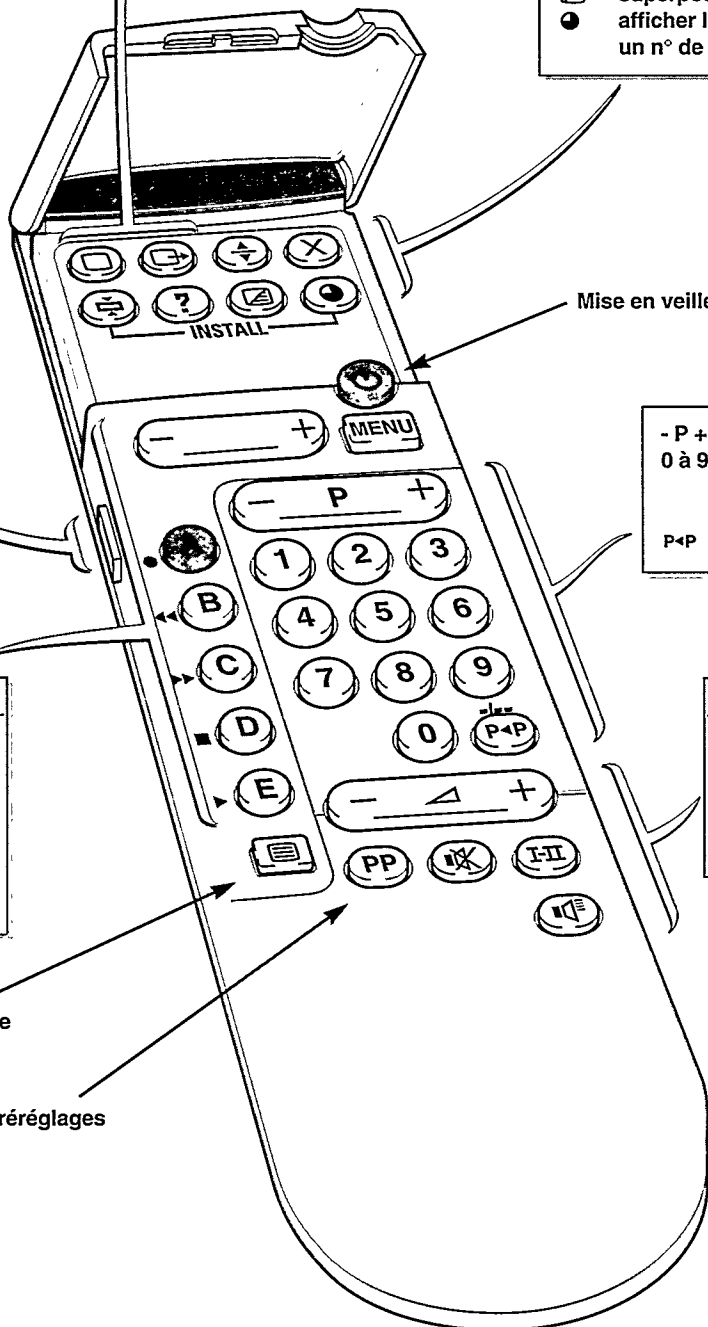 afficher l
un n° de
?
INSTALL
Mise en veille
- +
MENU
- P +
- P +
0 à 9
P◄P
1 2 3
B
4 5 6
C
7 8 9
D
-/--
0 P◄P
E
- +
PP I-II
réréglages